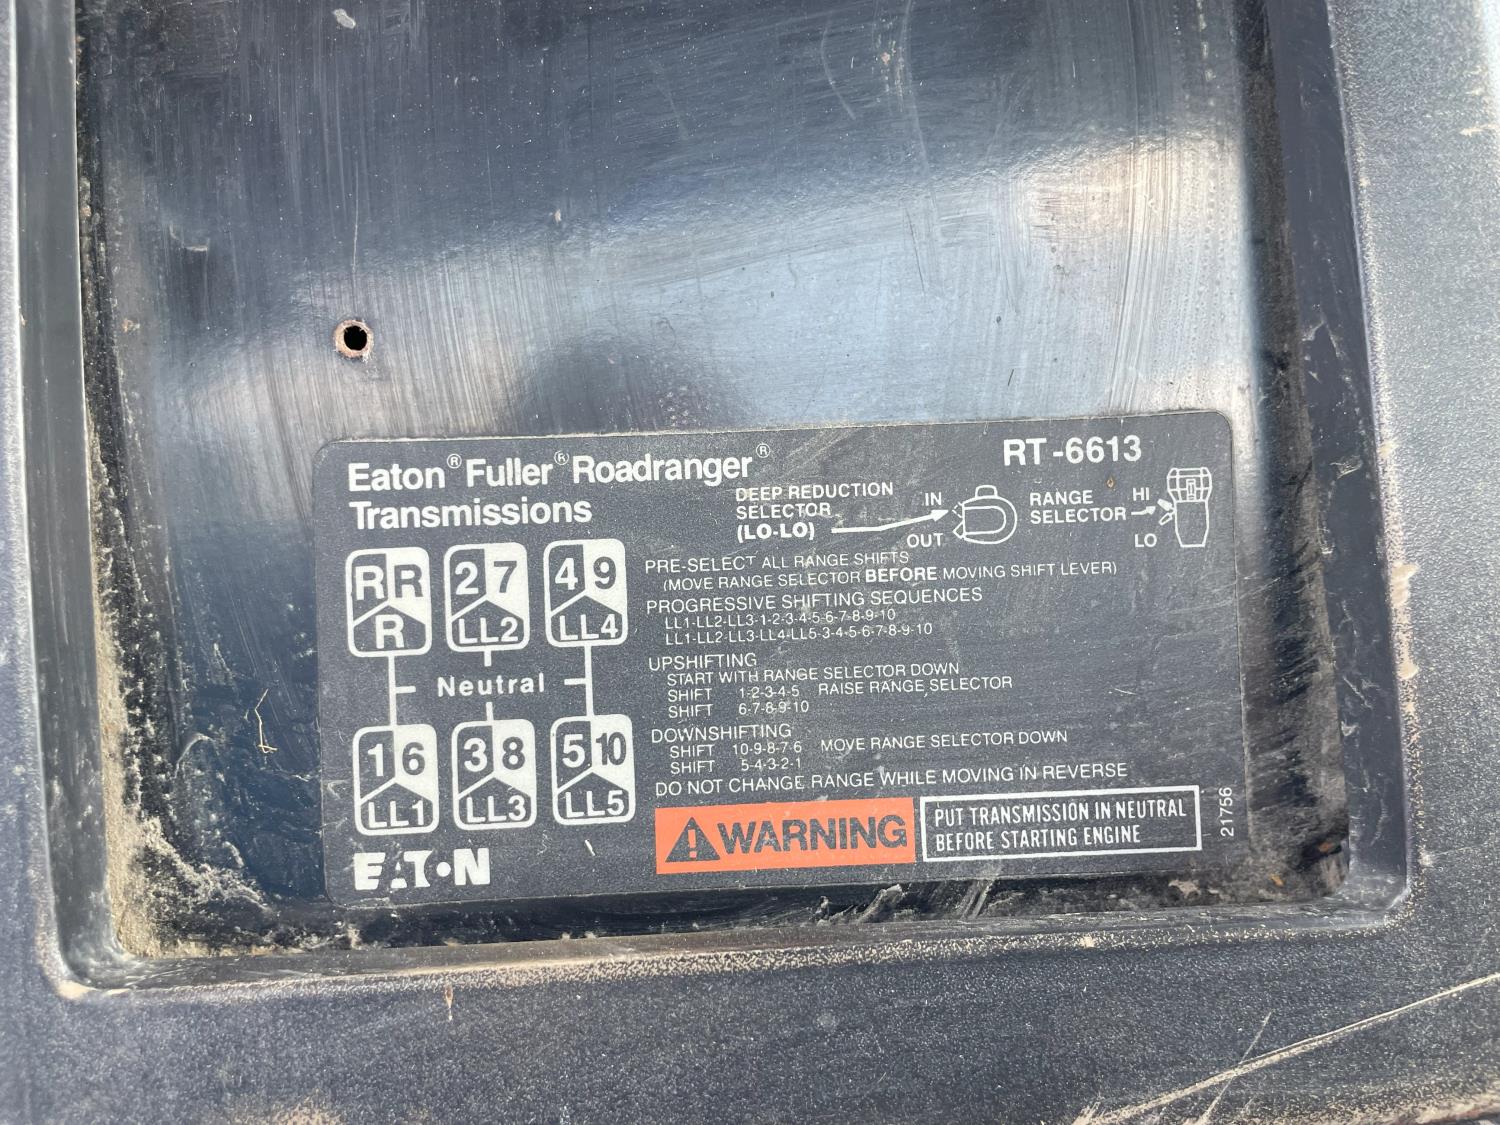 Eaton® Fuller® Roadranger®
Transmissions
RT-6613
DEEP REDUCTION
SELECTOR
(LO-LO)
IN
OUT
RANGE
SELECTOR
HI
LO
R R
R
2 7
LL2
4 9
LL4
Neutral
1 6
LL1
3 8
LL3
5 10
LL5
PRE-SELECT ALL RANGE SHIFTS
(MOVE RANGE SELECTOR BEFORE MOVING SHIFT LEVER)
PROGRESSIVE SHIFTING SEQUENCES
LL1-LL2-LL3-1-2-3-4-5-6-7-8-9-10
LL1-LL2-LL3-LL4-LL5-3-4-5-6-7-8-9-10
UPSHIFTING
START WITH RANGE SELECTOR DOWN
SHIFT 1-2-3-4-5 RAISE RANGE SELECTOR
SHIFT 6-7-8-9-10
DOWNSHIFTING
SHIFT 10-9-8-7-6 MOVE RANGE SELECTOR DOWN
SHIFT 5-4-3-2-1
DO NOT CHANGE RANGE WHILE MOVING IN REVERSE
WARNING
PUT TRANSMISSION IN NEUTRAL
BEFORE STARTING ENGINE
21756
EATON